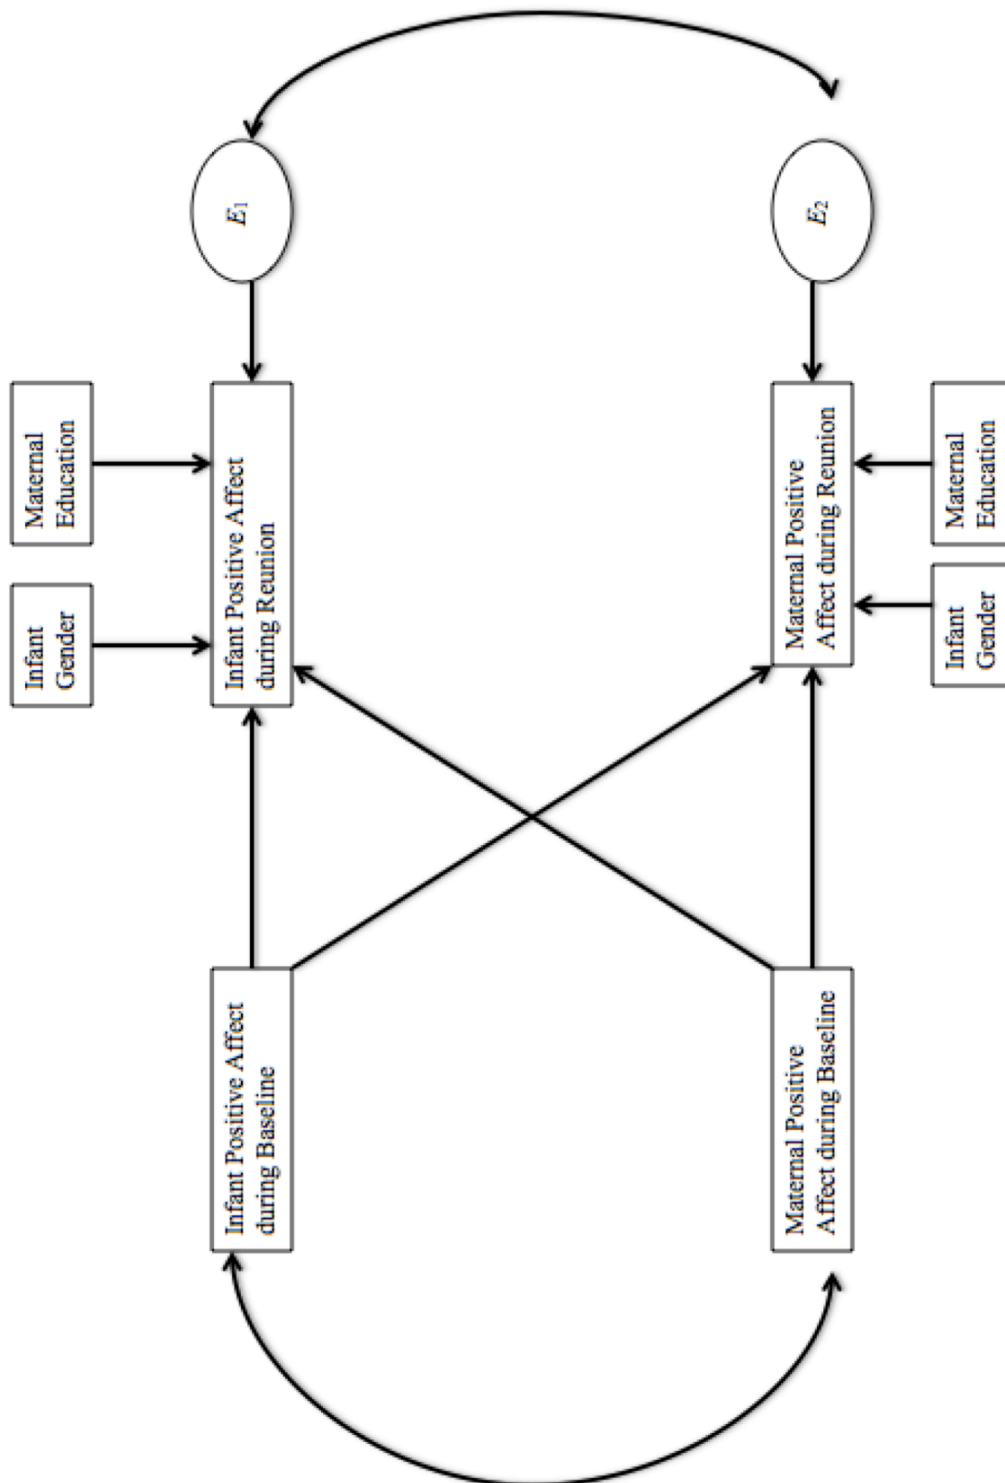 Infant
Gender
Maternal
Education
Infant Positive Affect
during Baseline
Infant Positive Affect
during Reunion
E₁
Maternal Positive
Affect during Baseline
Maternal Positive
Affect during Reunion
E₂
Infant
Gender
Maternal
Education